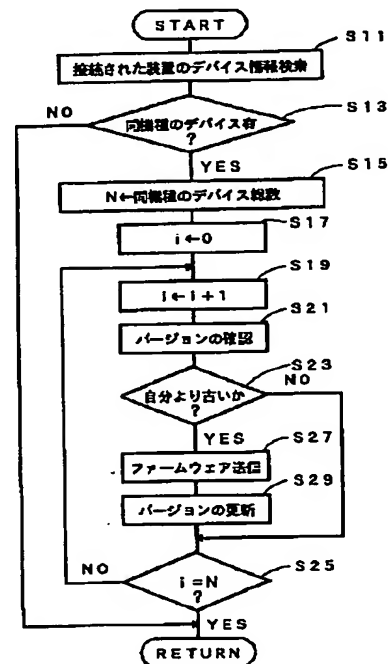 START
S11
接続された装置のデバイス情報検索
NO
S13
同機種のデバイス有
?
YES
S15
N←同機種のデバイス総数
S17
i←0
S19
i←i+1
S21
バージョンの確認
S23
NO
自分より古いか
?
YES
S27
ファームウェア送信
S29
バージョンの更新
NO
S25
i=N
?
YES
RETURN